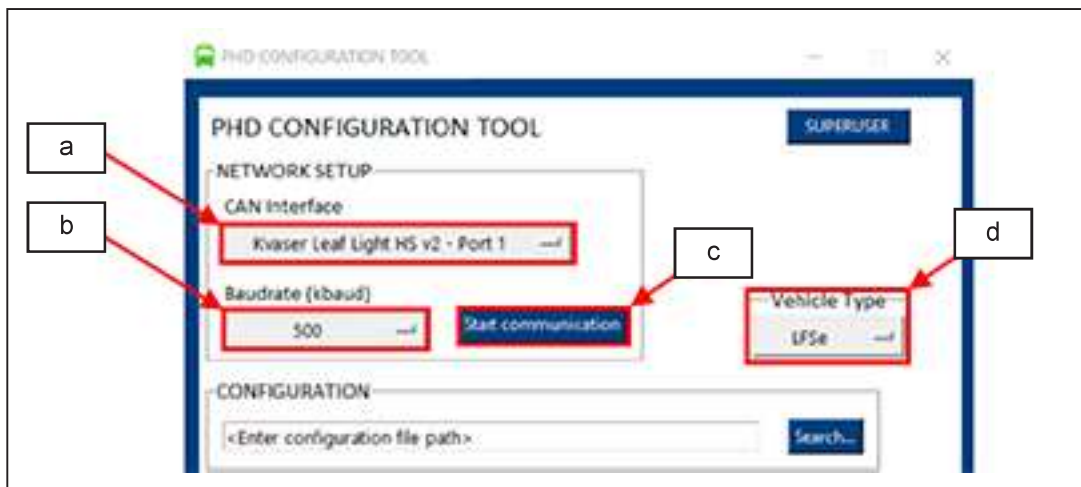 PHD CONFIGURATION TOOL
PHD CONFIGURATION TOOL
SUPERUSER
a
NETWORK SETUP
CAN Interface
b
Kvaser Leaf Light HS v2 - Port 1
c
d
Baudrate (kbaud)
Vehicle Type
500
Start communication
LFSe
CONFIGURATION
<Enter configuration file path>
Search...